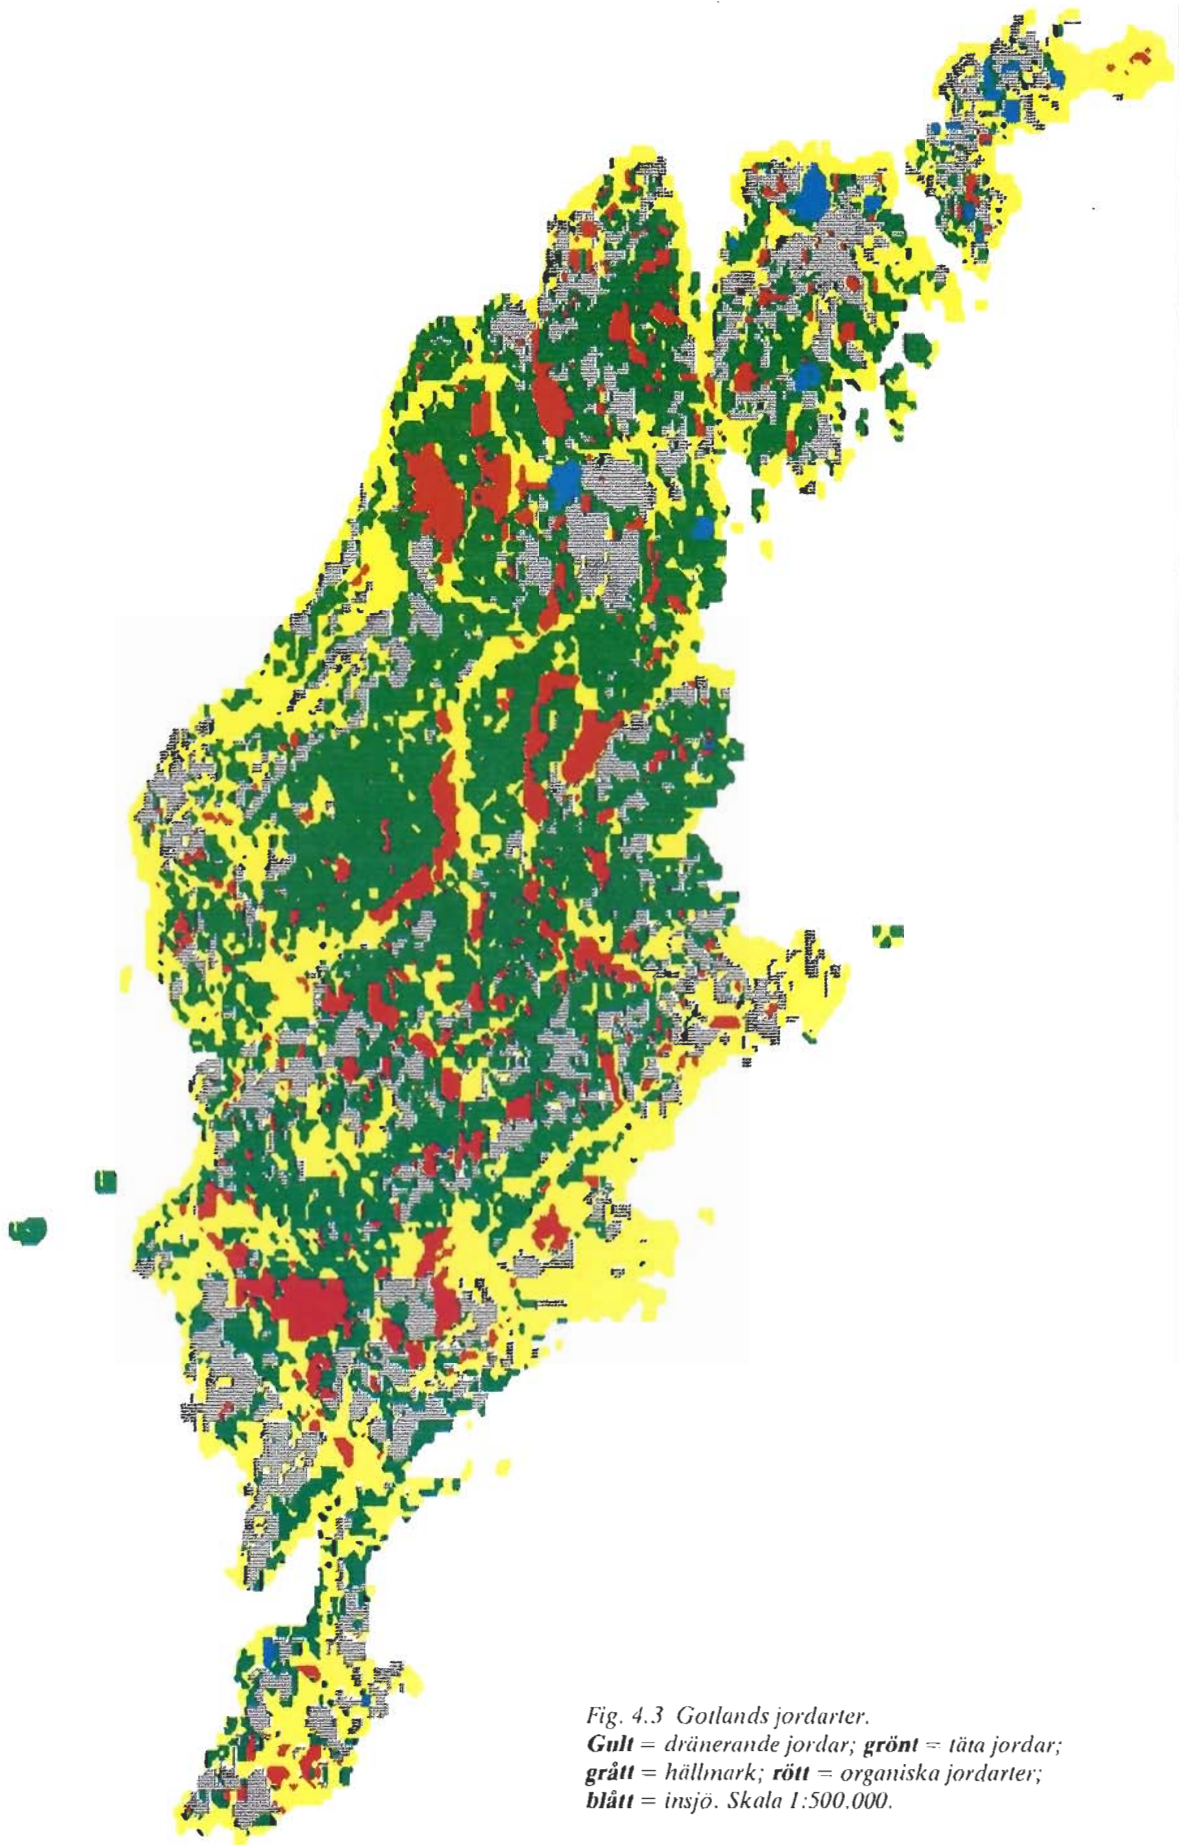 Fig. 4.3 Gotlands jordarter.
Gult = dränerande jordar; grönt = täta jordar;
grått = hällmark; rött = organiska jordarter;
blått = insjö. Skala 1:500.000.